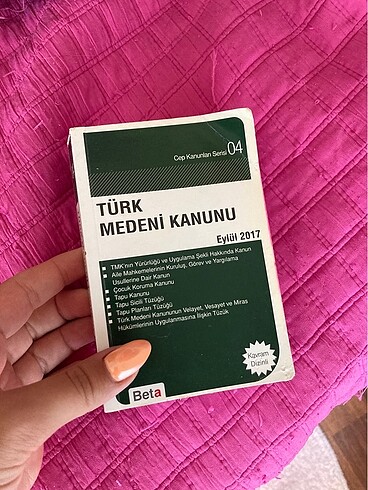 Cep Kanunları Serisi 04
TÜRK
MEDENİ KANUNU
Eylül 2017
TMK'nın Yürürlüğü ve Uygulama Şekli Hakkında Kanun
Aile Mahkemelerinin Kuruluş, Görev ve Yargılama
Usullerine Dair Kanun
Çocuk Koruma Kanunu
Tapu Kanunu
Tapu Sicili Tüzüğü
Tapu Planları Tüzüğü
Türk Medeni Kanununun Velayet, Vesayet ve Miras
Hükümlerinin Uygulanmasına İlişkin Tüzük
Kavram
Dizinli
Beta